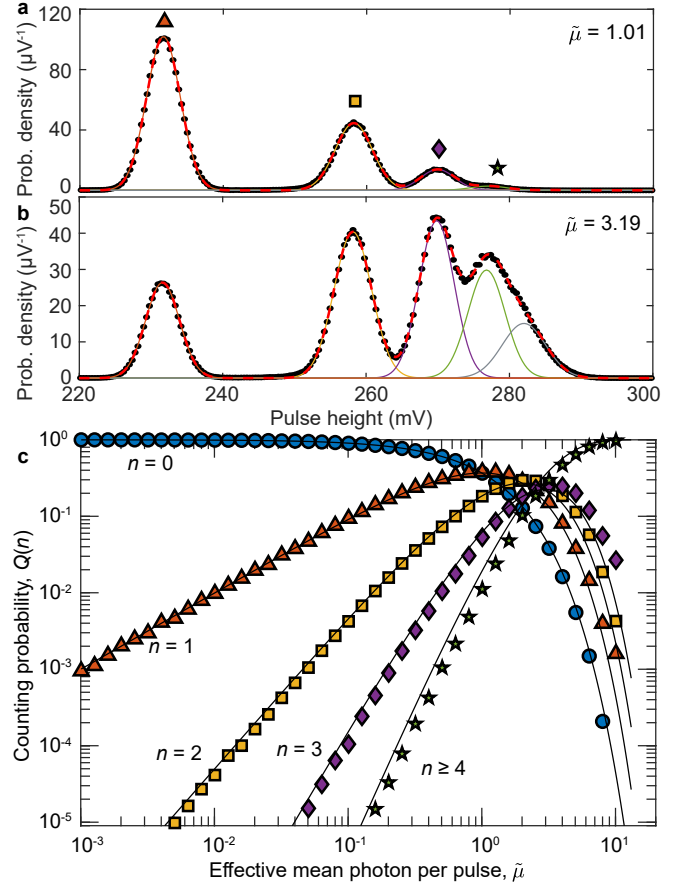 a
120
80
40
0
Prob. density (µV⁻¹)
μ̃ = 1.01
b
50
40
30
20
10
0
Prob. density (µV⁻¹)
μ̃ = 3.19
220 240 260 280 300
Pulse height (mV)
c
10⁰
10⁻¹
10⁻²
10⁻³
10⁻⁴
10⁻⁵
Counting probability, Q(n)
n = 0
n = 1
n = 2
n = 3
n ≥ 4
10⁻³ 10⁻² 10⁻¹ 10⁰ 10¹
Effective mean photon per pulse, μ̃